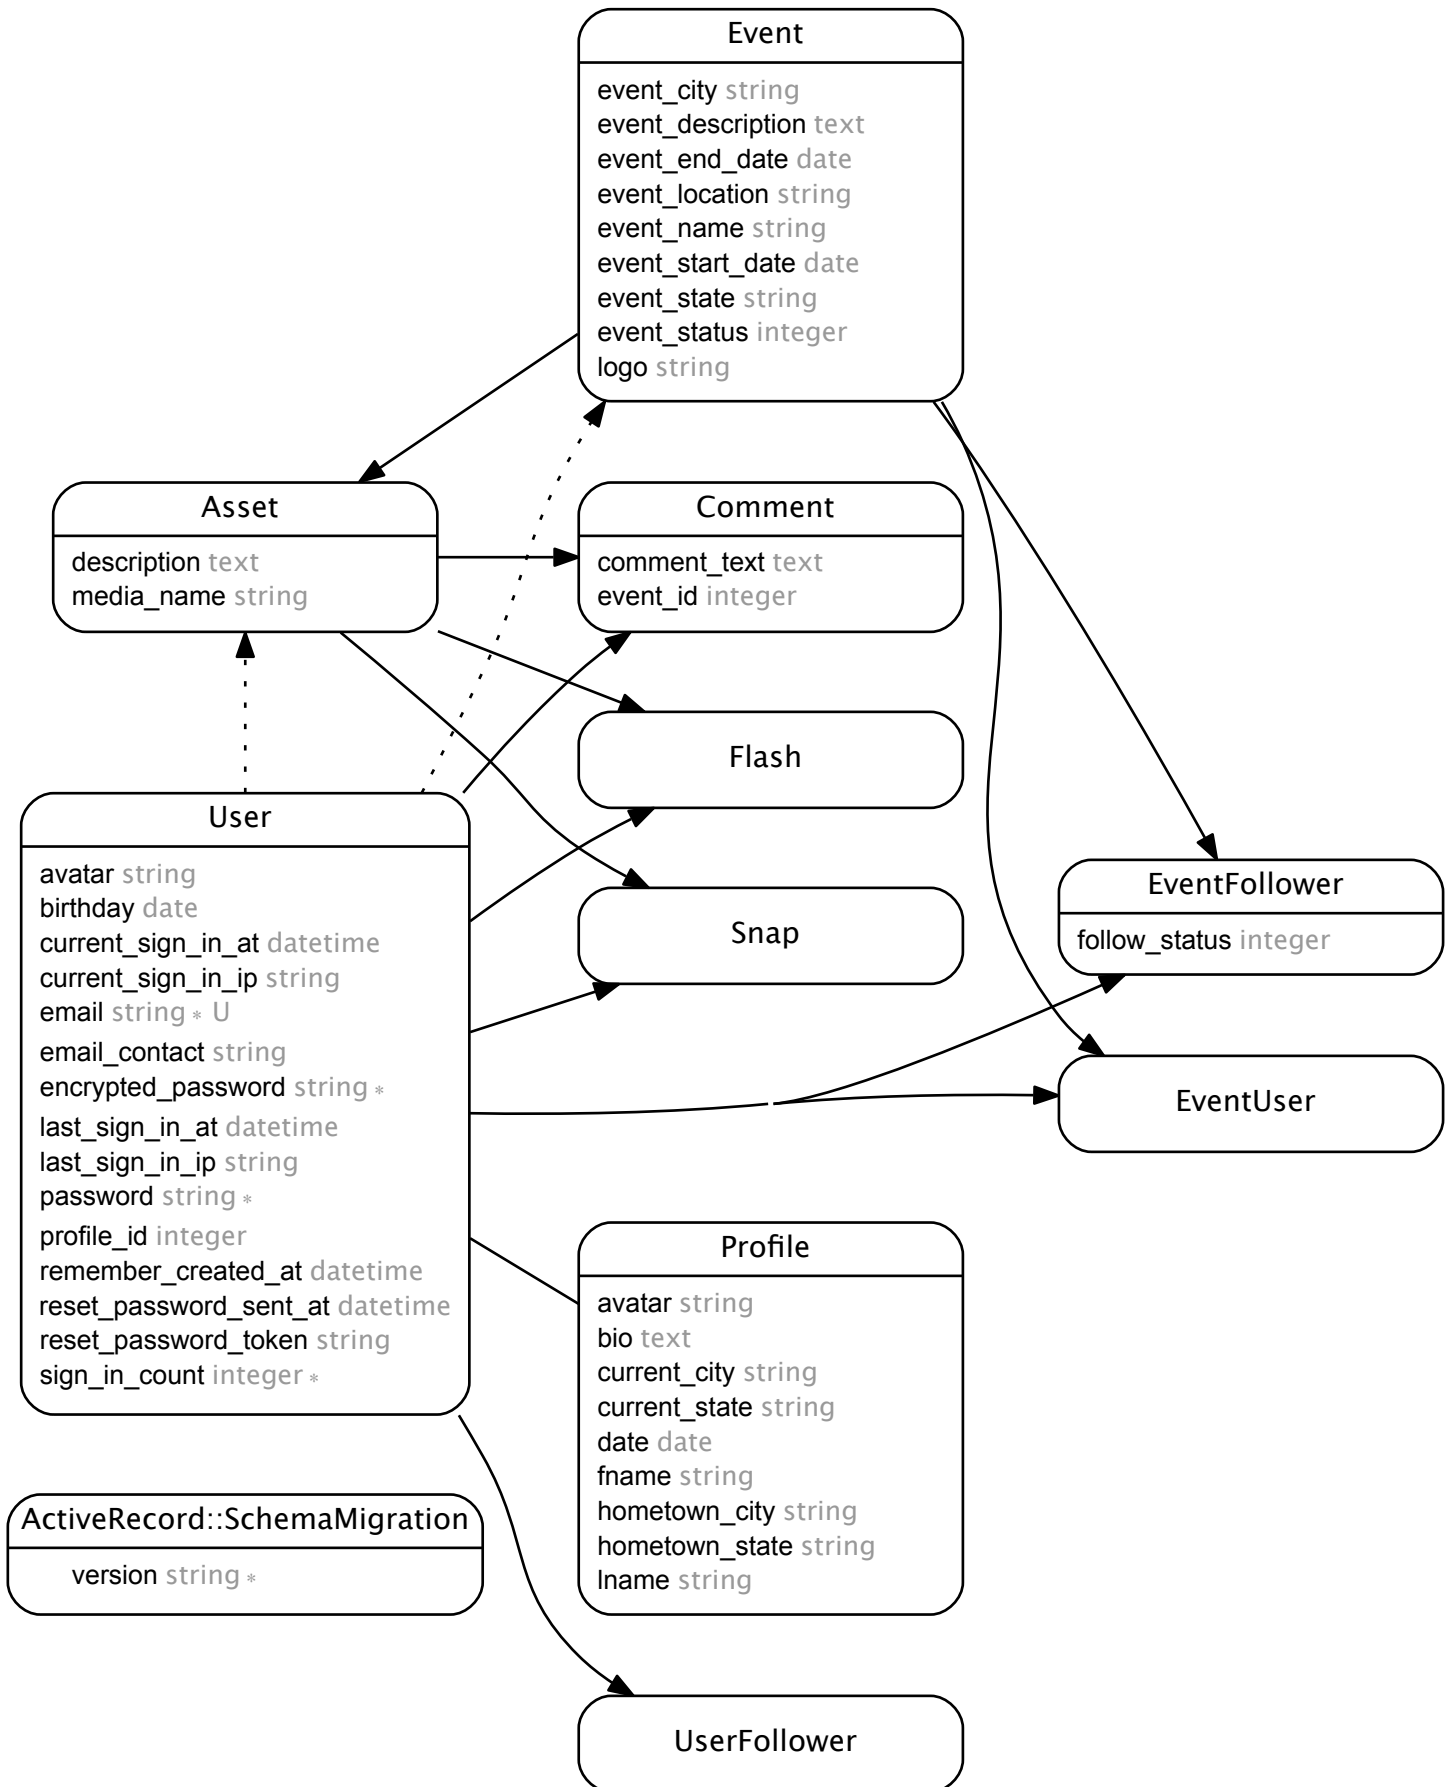 Event
event_city string
event_description text
event_end_date date
event_location string
event_name string
event_start_date date
event_state string
event_status integer
logo string
Asset
description text
media_name string
Comment
comment_text text
event_id integer
Flash
User
avatar string
birthday date
current_sign_in_at datetime
current_sign_in_ip string
email string * U
email_contact string
encrypted_password string *
last_sign_in_at datetime
last_sign_in_ip string
password string *
profile_id integer
remember_created_at datetime
reset_password_sent_at datetime
reset_password_token string
sign_in_count integer *
Snap
EventFollower
follow_status integer
EventUser
Profile
avatar string
bio text
current_city string
current_state string
date date
fname string
hometown_city string
hometown_state string
lname string
ActiveRecord::SchemaMigration
version string *
UserFollower